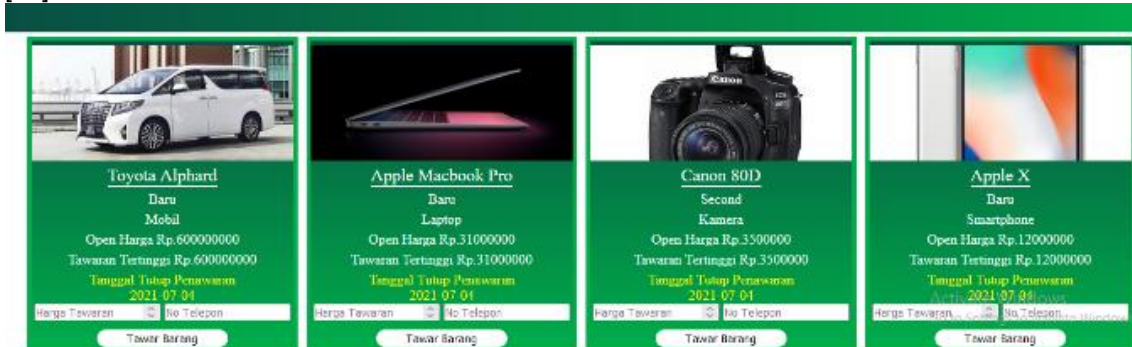 Toyota Alphard
Baru
Mobil
Open Harga Rp.600000000
Tawaran Tertinggi Rp.600000000
Tanggal Tutup Penawaran
2021-07-04
Harga Tawaran
No Telepon
Tawar Barang
Apple Macbook Pro
Baru
Laptop
Open Harga Rp.31000000
Tawaran Tertinggi Rp.31000000
Tanggal Tutup Penawaran
2021-07-04
Harga Tawaran
No Telepon
Tawar Barang
Canon
Canon 80D
Second
Kamera
Open Harga Rp.3500000
Tawaran Tertinggi Rp.3500000
Tanggal Tutup Penawaran
2021-07-04
Harga Tawaran
No Telepon
Tawar Barang
Apple X
Baru
Smartphone
Open Harga Rp.12000000
Tawaran Tertinggi Rp.12000000
Tanggal Tutup Penawaran
2021-07-04
Harga Tawaran
No Telepon
Tawar Barang